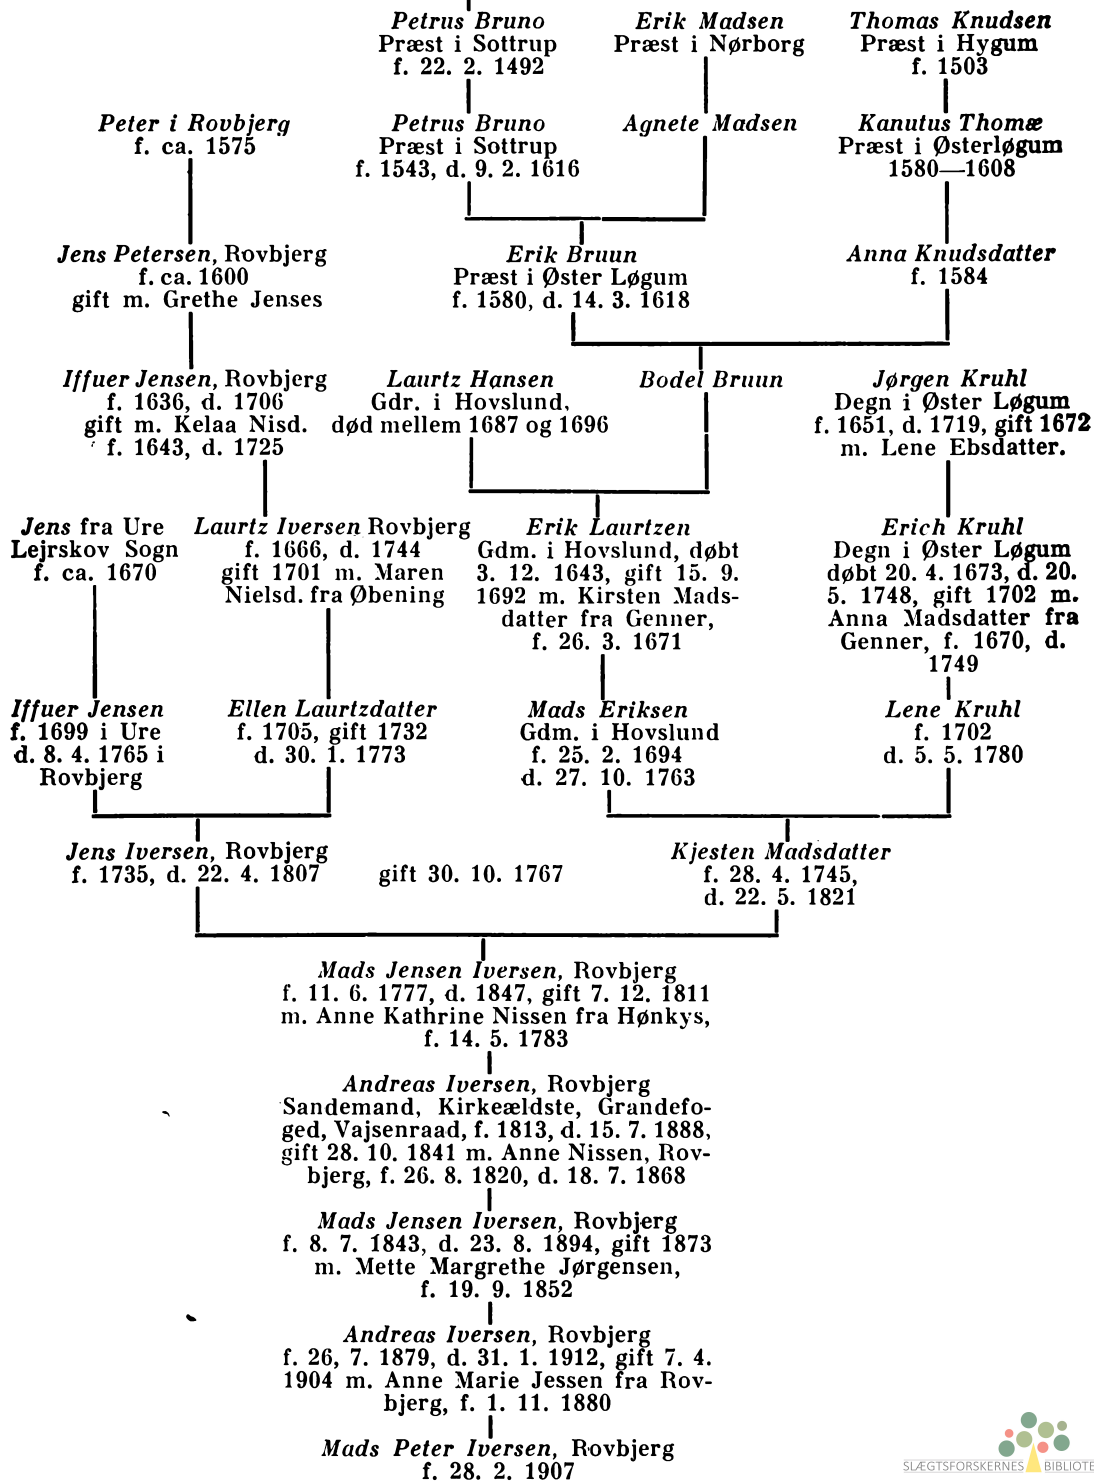 Petrus Bruno
Præst i Sottrup
f. 22. 2. 1492
Erik Madsen
Præst i Nørborg
Thomas Knudsen
Præst i Hygum
f. 1503
Peter i Rovbjerg
f. ca. 1575
Petrus Bruno
Præst i Sottrup
f. 1543, d. 9. 2. 1616
Agnete Madsen
Kanutus Thomæ
Præst i Østerløgum
1580—1608
Jens Petersen, Rovbjerg
f. ca. 1600
gift m. Grethe Jenses
Erik Bruun
Præst i Øster Løgum
f. 1580, d. 14. 3. 1618
Anna Knudsdatter
f. 1584
Iffuer Jensen, Rovbjerg
f. 1636, d. 1706
gift m. Kelaa Nisd.
f. 1643, d. 1725
Laurtz Hansen
Gdr. i Hovslund,
død mellem 1687 og 1696
Bodel Bruun
Jørgen Kruhl
Degn i Øster Løgum
f. 1651, d. 1719, gift 1672
m. Lene Ebsdatter.
Jens fra Ure
Lejrskov Sogn
f. ca. 1670
Laurtz Iversen Rovbjerg
f. 1666, d. 1744
gift 1701 m. Maren
Nielsd. fra Øbening
Erik Laurtzen
Gdm. i Hovslund, døbt
3. 12. 1643, gift 15. 9.
1692 m. Kirsten Mads-
datter fra Genner,
f. 26. 3. 1671
Erich Kruhl
Degn i Øster Løgum
døbt 20. 4. 1673, d. 20.
5. 1748, gift 1702 m.
Anna Madsdatter fra
Genner, f. 1670, d.
1749
Iffuer Jensen
f. 1699 i Ure
d. 8. 4. 1765 i
Rovbjerg
Ellen Laurtzdatter
f. 1705, gift 1732
d. 30. 1. 1773
Mads Eriksen
Gdm. i Hovslund
f. 25. 2. 1694
d. 27. 10. 1763
Lene Kruhl
f. 1702
d. 5. 5. 1780
Jens Iversen, Rovbjerg
f. 1735, d. 22. 4. 1807
gift 30. 10. 1767
Kjesten Madsdatter
f. 28. 4. 1745,
d. 22. 5. 1821
Mads Jensen Iversen, Rovbjerg
f. 11. 6. 1777, d. 1847, gift 7. 12. 1811
m. Anne Kathrine Nissen fra Hønkys,
f. 14. 5. 1783
Andreas Iversen, Rovbjerg
Sandemand, Kirkeældste, Grandefo-
ged, Vajsenraad, f. 1813, d. 15. 7. 1888,
gift 28. 10. 1841 m. Anne Nissen, Rov-
bjerg, f. 26. 8. 1820, d. 18. 7. 1868
Mads Jensen Iversen, Rovbjerg
f. 8. 7. 1843, d. 23. 8. 1894, gift 1873
m. Mette Margrethe Jørgensen,
f. 19. 9. 1852
Andreas Iversen, Rovbjerg
f. 26, 7. 1879, d. 31. 1. 1912, gift 7. 4.
1904 m. Anne Marie Jessen fra Rov-
bjerg, f. 1. 11. 1880
Mads Peter Iversen, Rovbjerg
f. 28. 2. 1907
SLÆGTSFORSKERNES BIBLIOTE